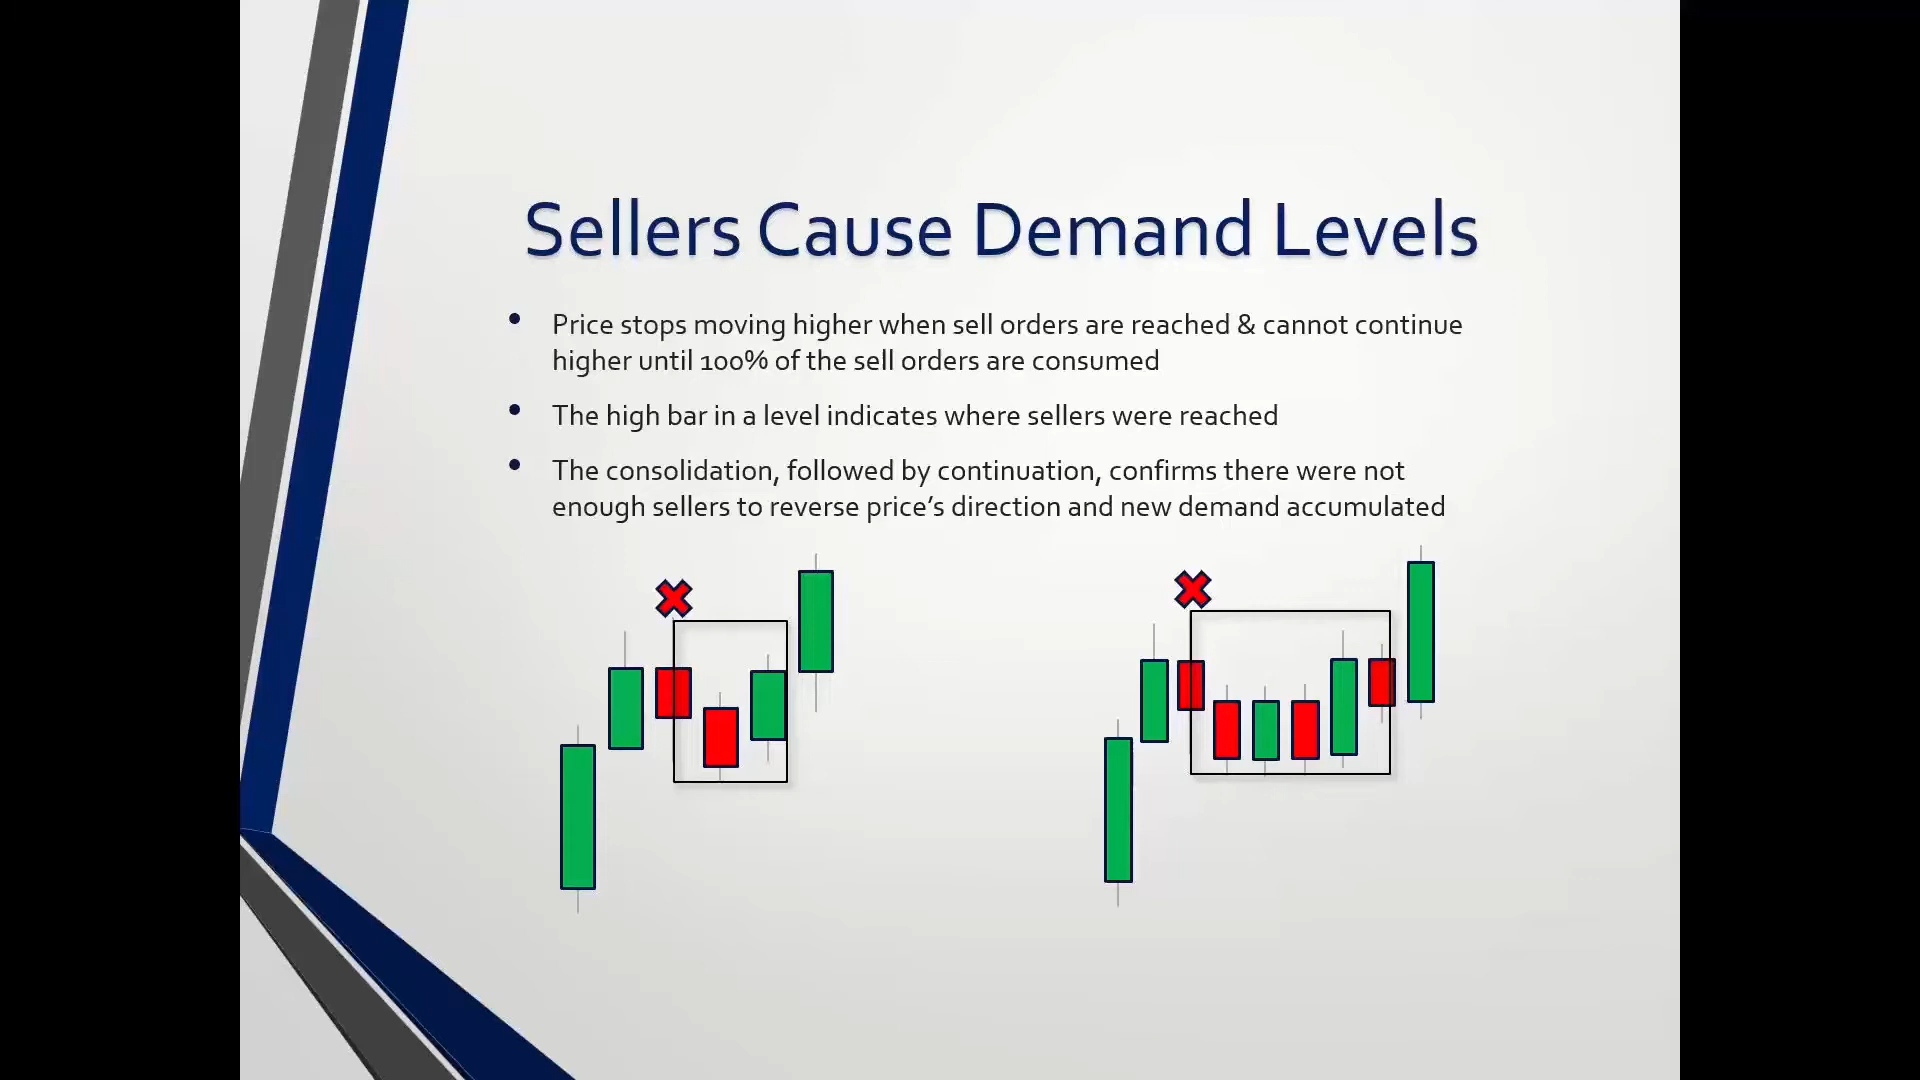 Sellers Cause Demand Levels
• Price stops moving higher when sell orders are reached & cannot continue
higher until 100% of the sell orders are consumed
• The high bar in a level indicates where sellers were reached
• The consolidation, followed by continuation, confirms there were not
enough sellers to reverse price’s direction and new demand accumulated